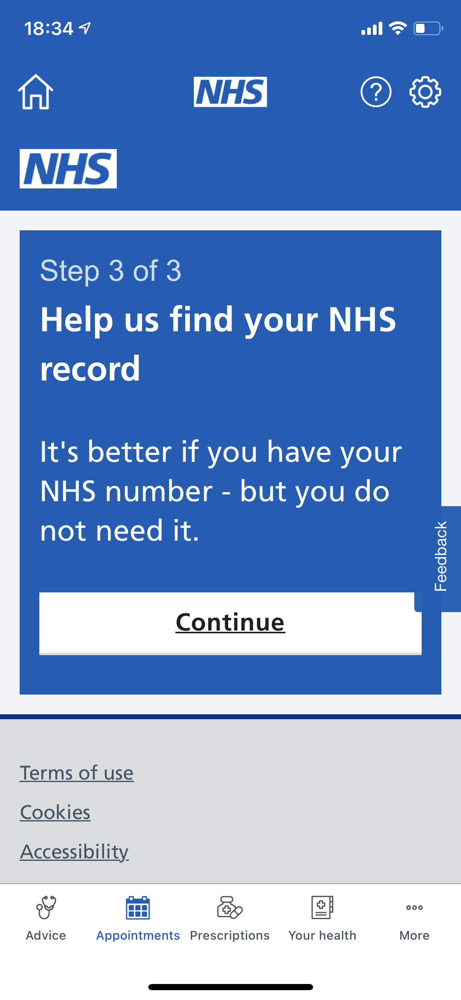 18:34
NHS
NHS
Step 3 of 3
Help us find your NHS
record
It's better if you have your
NHS number - but you do
not need it.
Feedback
Continue
Terms of use
Cookies
Accessibility
Advice
Appointments
Prescriptions
Your health
More